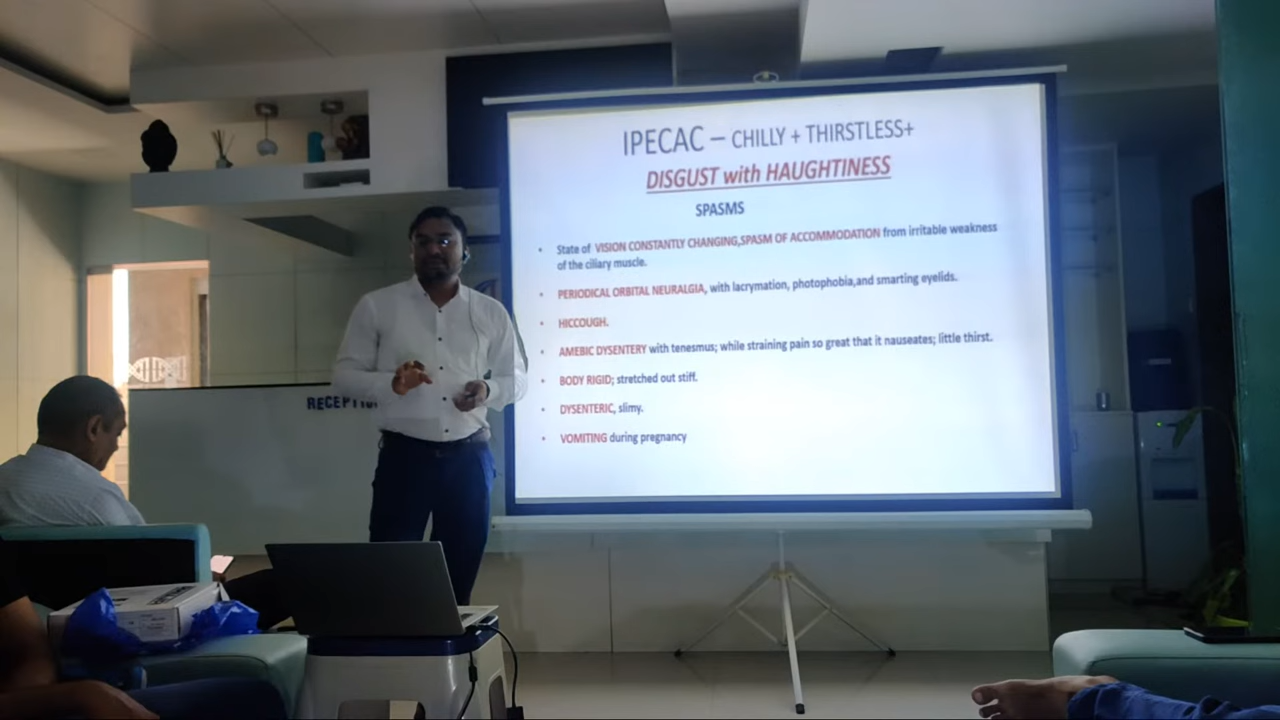 IPECAC – CHILLY + THIRSTLESS+
DISGUST with HAUGHTINESS
SPASMS
• State of VISION CONSTANTLY CHANGING,SPASM OF ACCOMMODATION from irritable weakness
of the ciliary muscle.
• PERIODICAL ORBITAL NEURALGIA, with lacrymation, photophobia,and smarting eyelids.
• HICCOUGH.
• AMEBIC DYSENTERY with tenesmus; while straining pain so great that it nauseates; little thirst.
• BODY RIGID; stretched out stiff.
• DYSENTERIC, slimy.
• VOMITING during pregnancy